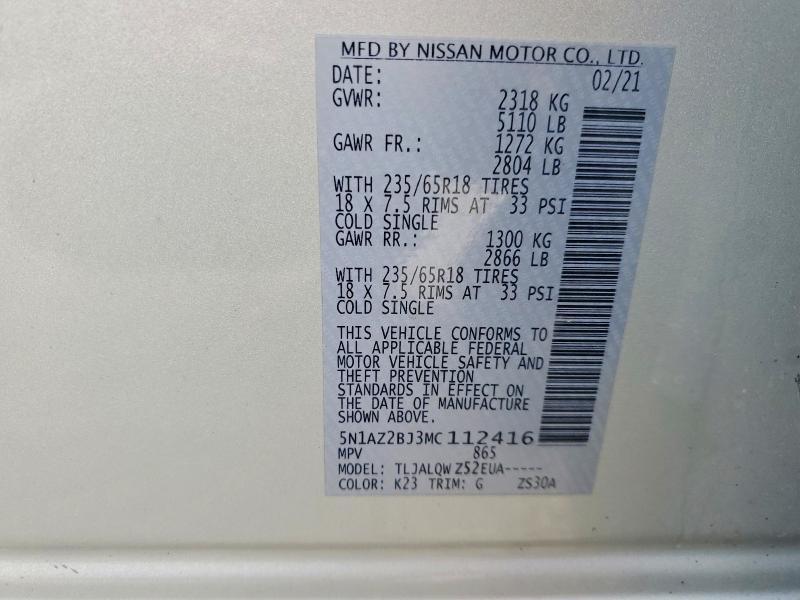 MFD BY NISSAN MOTOR CO., LTD.
DATE: 02/21
GVWR: 2318 KG
5110 LB
GAWR FR.: 1272 KG
2804 LB
WITH 235/65R18 TIRES
18 X 7.5 RIMS AT 33 PSI
COLD SINGLE
GAWR RR.: 1300 KG
2866 LB
WITH 235/65R18 TIRES
18 X 7.5 RIMS AT 33 PSI
COLD SINGLE
THIS VEHICLE CONFORMS TO
ALL APPLICABLE FEDERAL
MOTOR VEHICLE SAFETY AND
THEFT PREVENTION
STANDARDS IN EFFECT ON
THE DATE OF MANUFACTURE
SHOWN ABOVE.
5N1AZ2BJ3MC112416
MPV 865
MODEL: TLJALQWZ52EUA-----
COLOR: K23 TRIM: G ZS30A